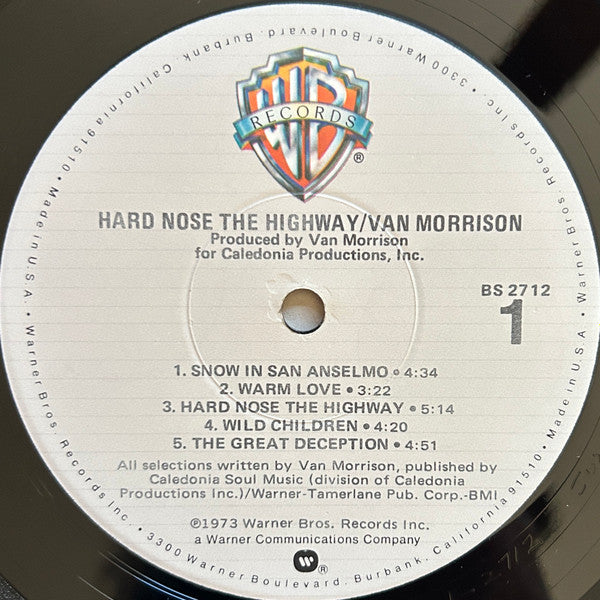 WB
RECORDS
®
HARD NOSE THE HIGHWAY/VAN MORRISON
Produced by Van Morrison
for Caledonia Productions, Inc.
BS 2712
1
1. SNOW IN SAN ANSELMO • 4:34
2. WARM LOVE • 3:22
3. HARD NOSE THE HIGHWAY • 5:14
4. WILD CHILDREN • 4:20
5. THE GREAT DECEPTION • 4:51
All selections written by Van Morrison, published by
Caledonia Soul Music (division of Caledonia
Productions Inc.)/Warner-Tamerlane Pub. Corp.-BMI
℗1973 Warner Bros. Records Inc.
a Warner Communications Company
W®
Warner Bros. Records Inc. • 3300 Warner Boulevard, Burbank, California 91510 • Made in U.S.A. • Warner Bros. Records Inc. • 3300 Warner Boulevard, Burbank, California 91510 • Made in U.S.A. •